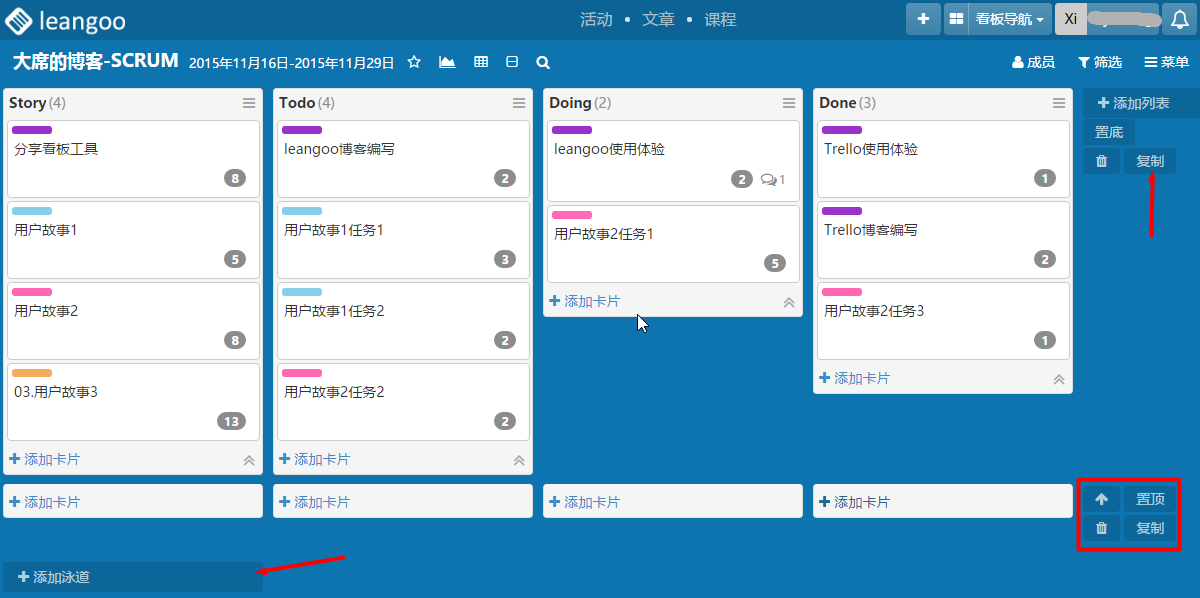 leangoo
活动 • 文章 • 课程
看板导航
Xi
大席的博客-SCRUM 2015年11月16日-2015年11月29日
成员 筛选 菜单
Story (4)
分享看板工具
8
用户故事1
5
用户故事2
8
03.用户故事3
13
添加卡片
Todo (4)
leangoo博客编写
2
用户故事1任务1
3
用户故事1任务2
2
用户故事2任务2
2
添加卡片
Doing (2)
leangoo使用体验
2 1
用户故事2任务1
5
添加卡片
Done (3)
Trello使用体验
1
Trello博客编写
2
用户故事2任务3
1
添加卡片
添加列表
置底
复制
添加卡片 添加卡片 添加卡片 添加卡片
置顶
复制
添加泳道